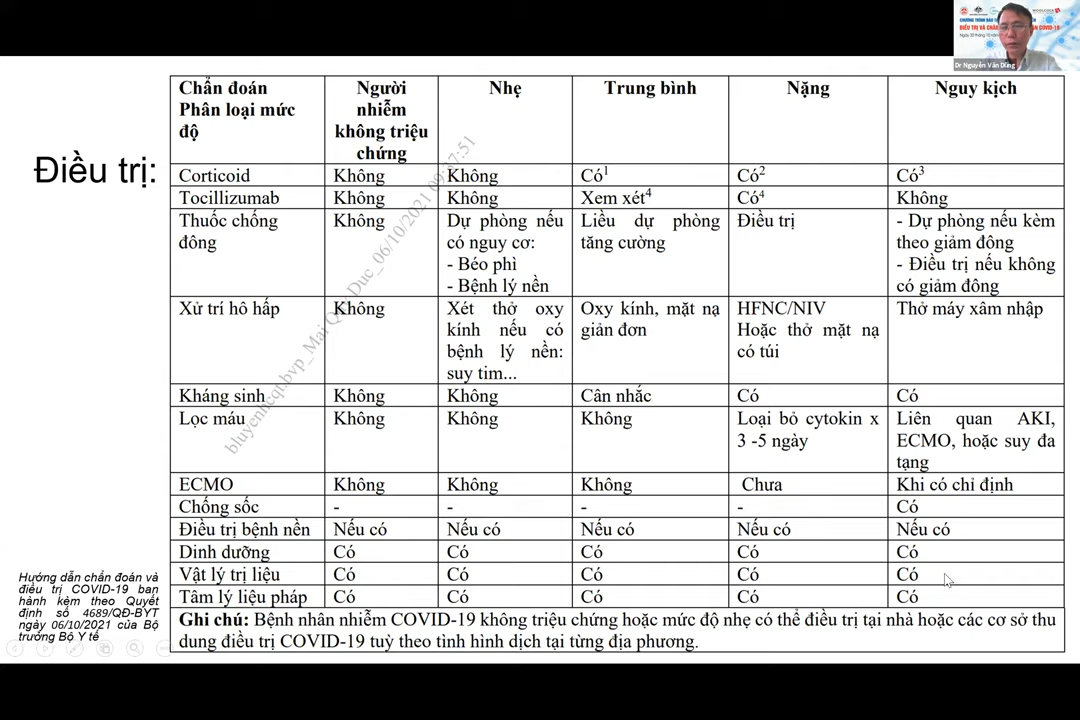 CHƯƠNG TRÌNH ĐÀO
ĐIỀU TRỊ VÀ CHĂ
COVID-19
Dr Nguyễn Văn Dũng
Điều trị:
Chẩn đoán
Phân loại mức
độ
Người
nhiễm
không triệu
chứng
Nhẹ
Trung bình
Nặng
Nguy kịch
Corticoid Không Không Có1 Có2 Có3
Tocillizumab Không Không Xem xét4 Có4 Không
Thuốc chống
đông
Không
Dự phòng nếu
có nguy cơ:
- Béo phì
- Bệnh lý nền
Liều dự phòng
tăng cường
Điều trị
- Dự phòng nếu kèm
theo giảm đông
- Điều trị nếu không
có giảm đông
Xử trí hô hấp
Không
Xét thở oxy
kính nếu có
bệnh lý nền:
suy tim...
Oxy kính, mặt nạ
giản đơn
HFNC/NIV
Hoặc thở mặt nạ
có túi
Thở máy xâm nhập
Kháng sinh Không Không Cân nhắc Có Có
Lọc máu
Không
Không
Không
Loại bỏ cytokin x
3 -5 ngày
Liên quan AKI,
ECMO, hoặc suy đa
tạng
ECMO Không Không Không Chưa Khi có chỉ định
Chống sốc - - - - Có
Điều trị bệnh nền Nếu có Nếu có Nếu có Nếu có Nếu có
Dinh dưỡng Có Có Có Có Có
Vật lý trị liệu Có Có Có Có Có
Tâm lý liệu pháp Có Có Có Có Có
Ghi chú: Bệnh nhân nhiễm COVID-19 không triệu chứng hoặc mức độ nhẹ có thể điều trị tại nhà hoặc các cơ sở thu
dung điều trị COVID-19 tuỳ theo tình hình dịch tại từng địa phương.
Hướng dẫn chẩn đoán và
điều trị COVID-19 ban
hành kèm theo Quyết
định số 4689/QĐ-BYT
ngày 06/10/2021 của Bộ
trưởng Bộ Y tế